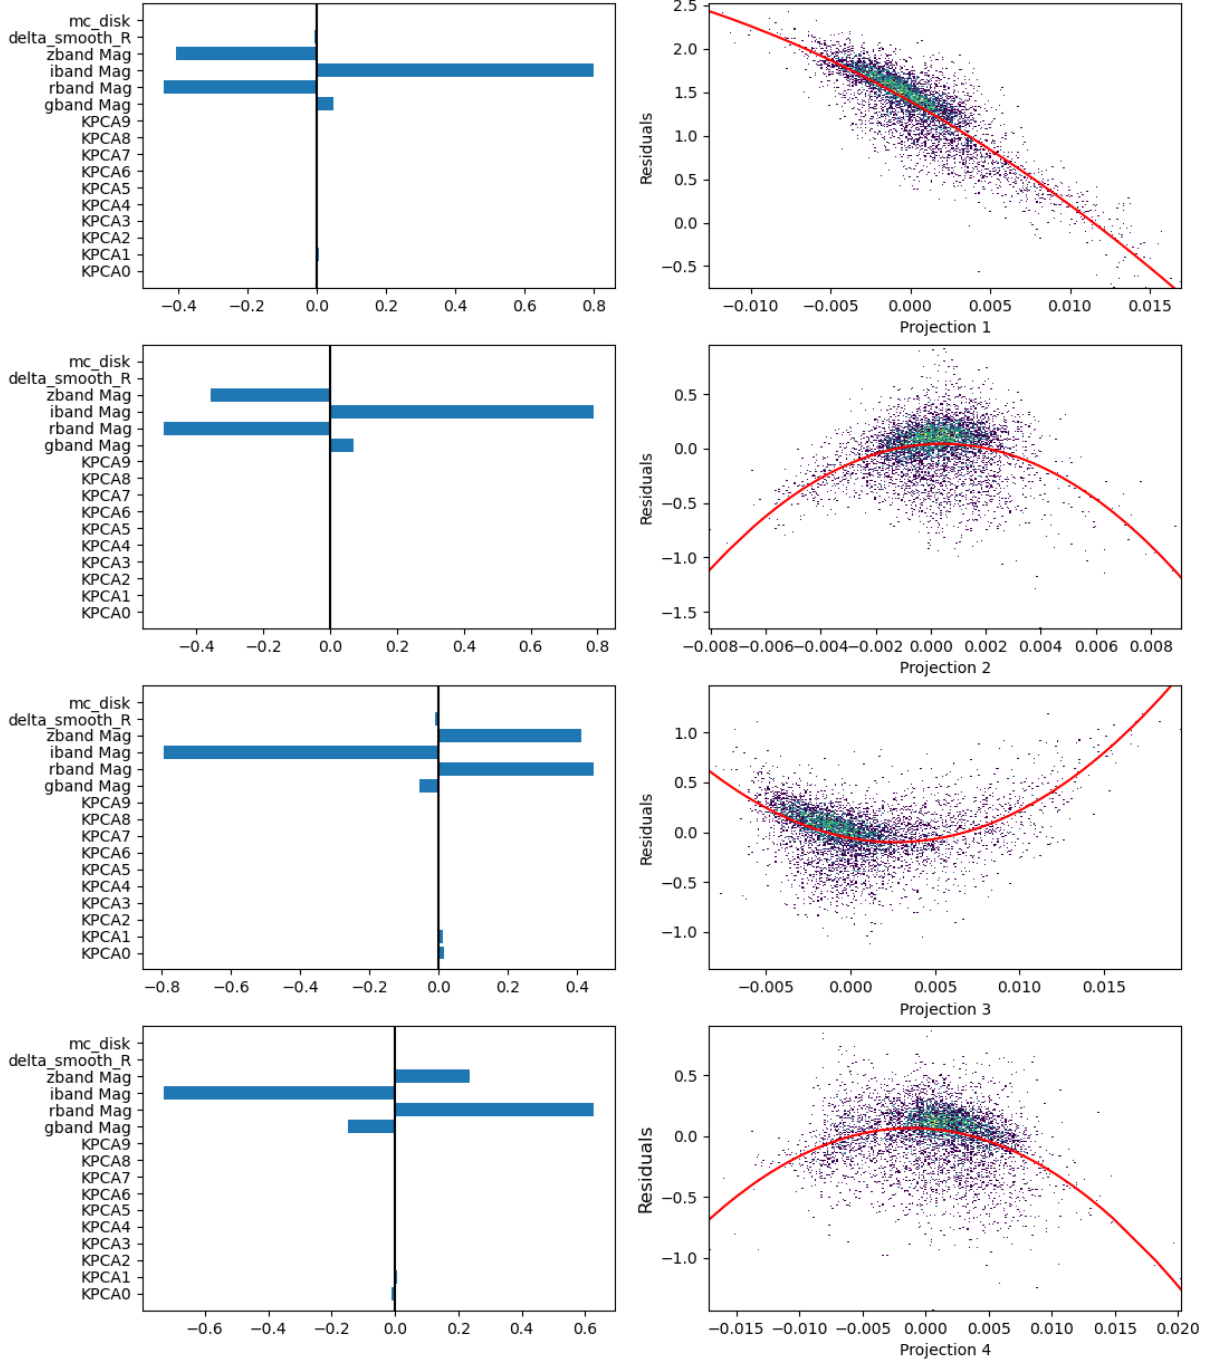 mc_disk
delta_smooth_R
zband Mag
iband Mag
rband Mag
gband Mag
KPCA9
KPCA8
KPCA7
KPCA6
KPCA5
KPCA4
KPCA3
KPCA2
KPCA1
KPCA0
−0.4 −0.2 0.0 0.2 0.4 0.6 0.8
2.5
2.0
1.5
1.0
0.5
0.0
−0.5
Residuals
−0.010 −0.005 0.000 0.005 0.010 0.015
Projection 1
mc_disk
delta_smooth_R
zband Mag
iband Mag
rband Mag
gband Mag
KPCA9
KPCA8
KPCA7
KPCA6
KPCA5
KPCA4
KPCA3
KPCA2
KPCA1
KPCA0
−0.4 −0.2 0.0 0.2 0.4 0.6 0.8
0.5
0.0
−0.5
−1.0
−1.5
Residuals
−0.008 −0.006 −0.004 −0.002 0.000 0.002 0.004 0.006 0.008
Projection 2
mc_disk
delta_smooth_R
zband Mag
iband Mag
rband Mag
gband Mag
KPCA9
KPCA8
KPCA7
KPCA6
KPCA5
KPCA4
KPCA3
KPCA2
KPCA1
KPCA0
−0.8 −0.6 −0.4 −0.2 0.0 0.2 0.4
1.0
0.5
0.0
−0.5
−1.0
Residuals
−0.005 0.000 0.005 0.010 0.015
Projection 3
mc_disk
delta_smooth_R
zband Mag
iband Mag
rband Mag
gband Mag
KPCA9
KPCA8
KPCA7
KPCA6
KPCA5
KPCA4
KPCA3
KPCA2
KPCA1
KPCA0
−0.6 −0.4 −0.2 0.0 0.2 0.4 0.6
0.5
0.0
−0.5
−1.0
Residuals
−0.015 −0.010 −0.005 0.000 0.005 0.010 0.015 0.020
Projection 4